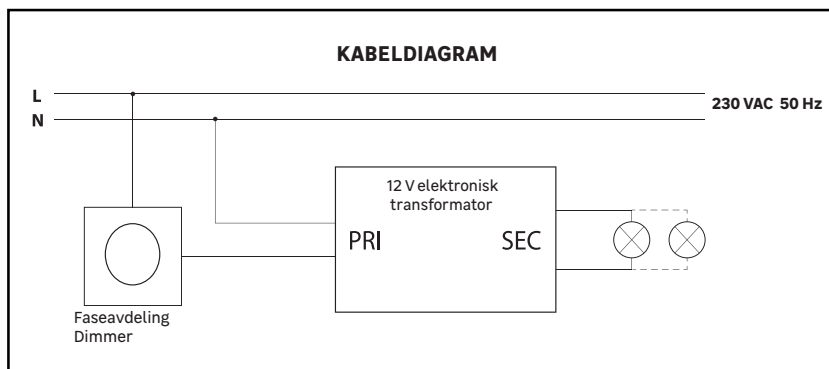 KABELDIAGRAM
L
N
230 VAC 50 Hz
12 V elektronisk
transformator
PRI
SEC
Faseavdeling
Dimmer